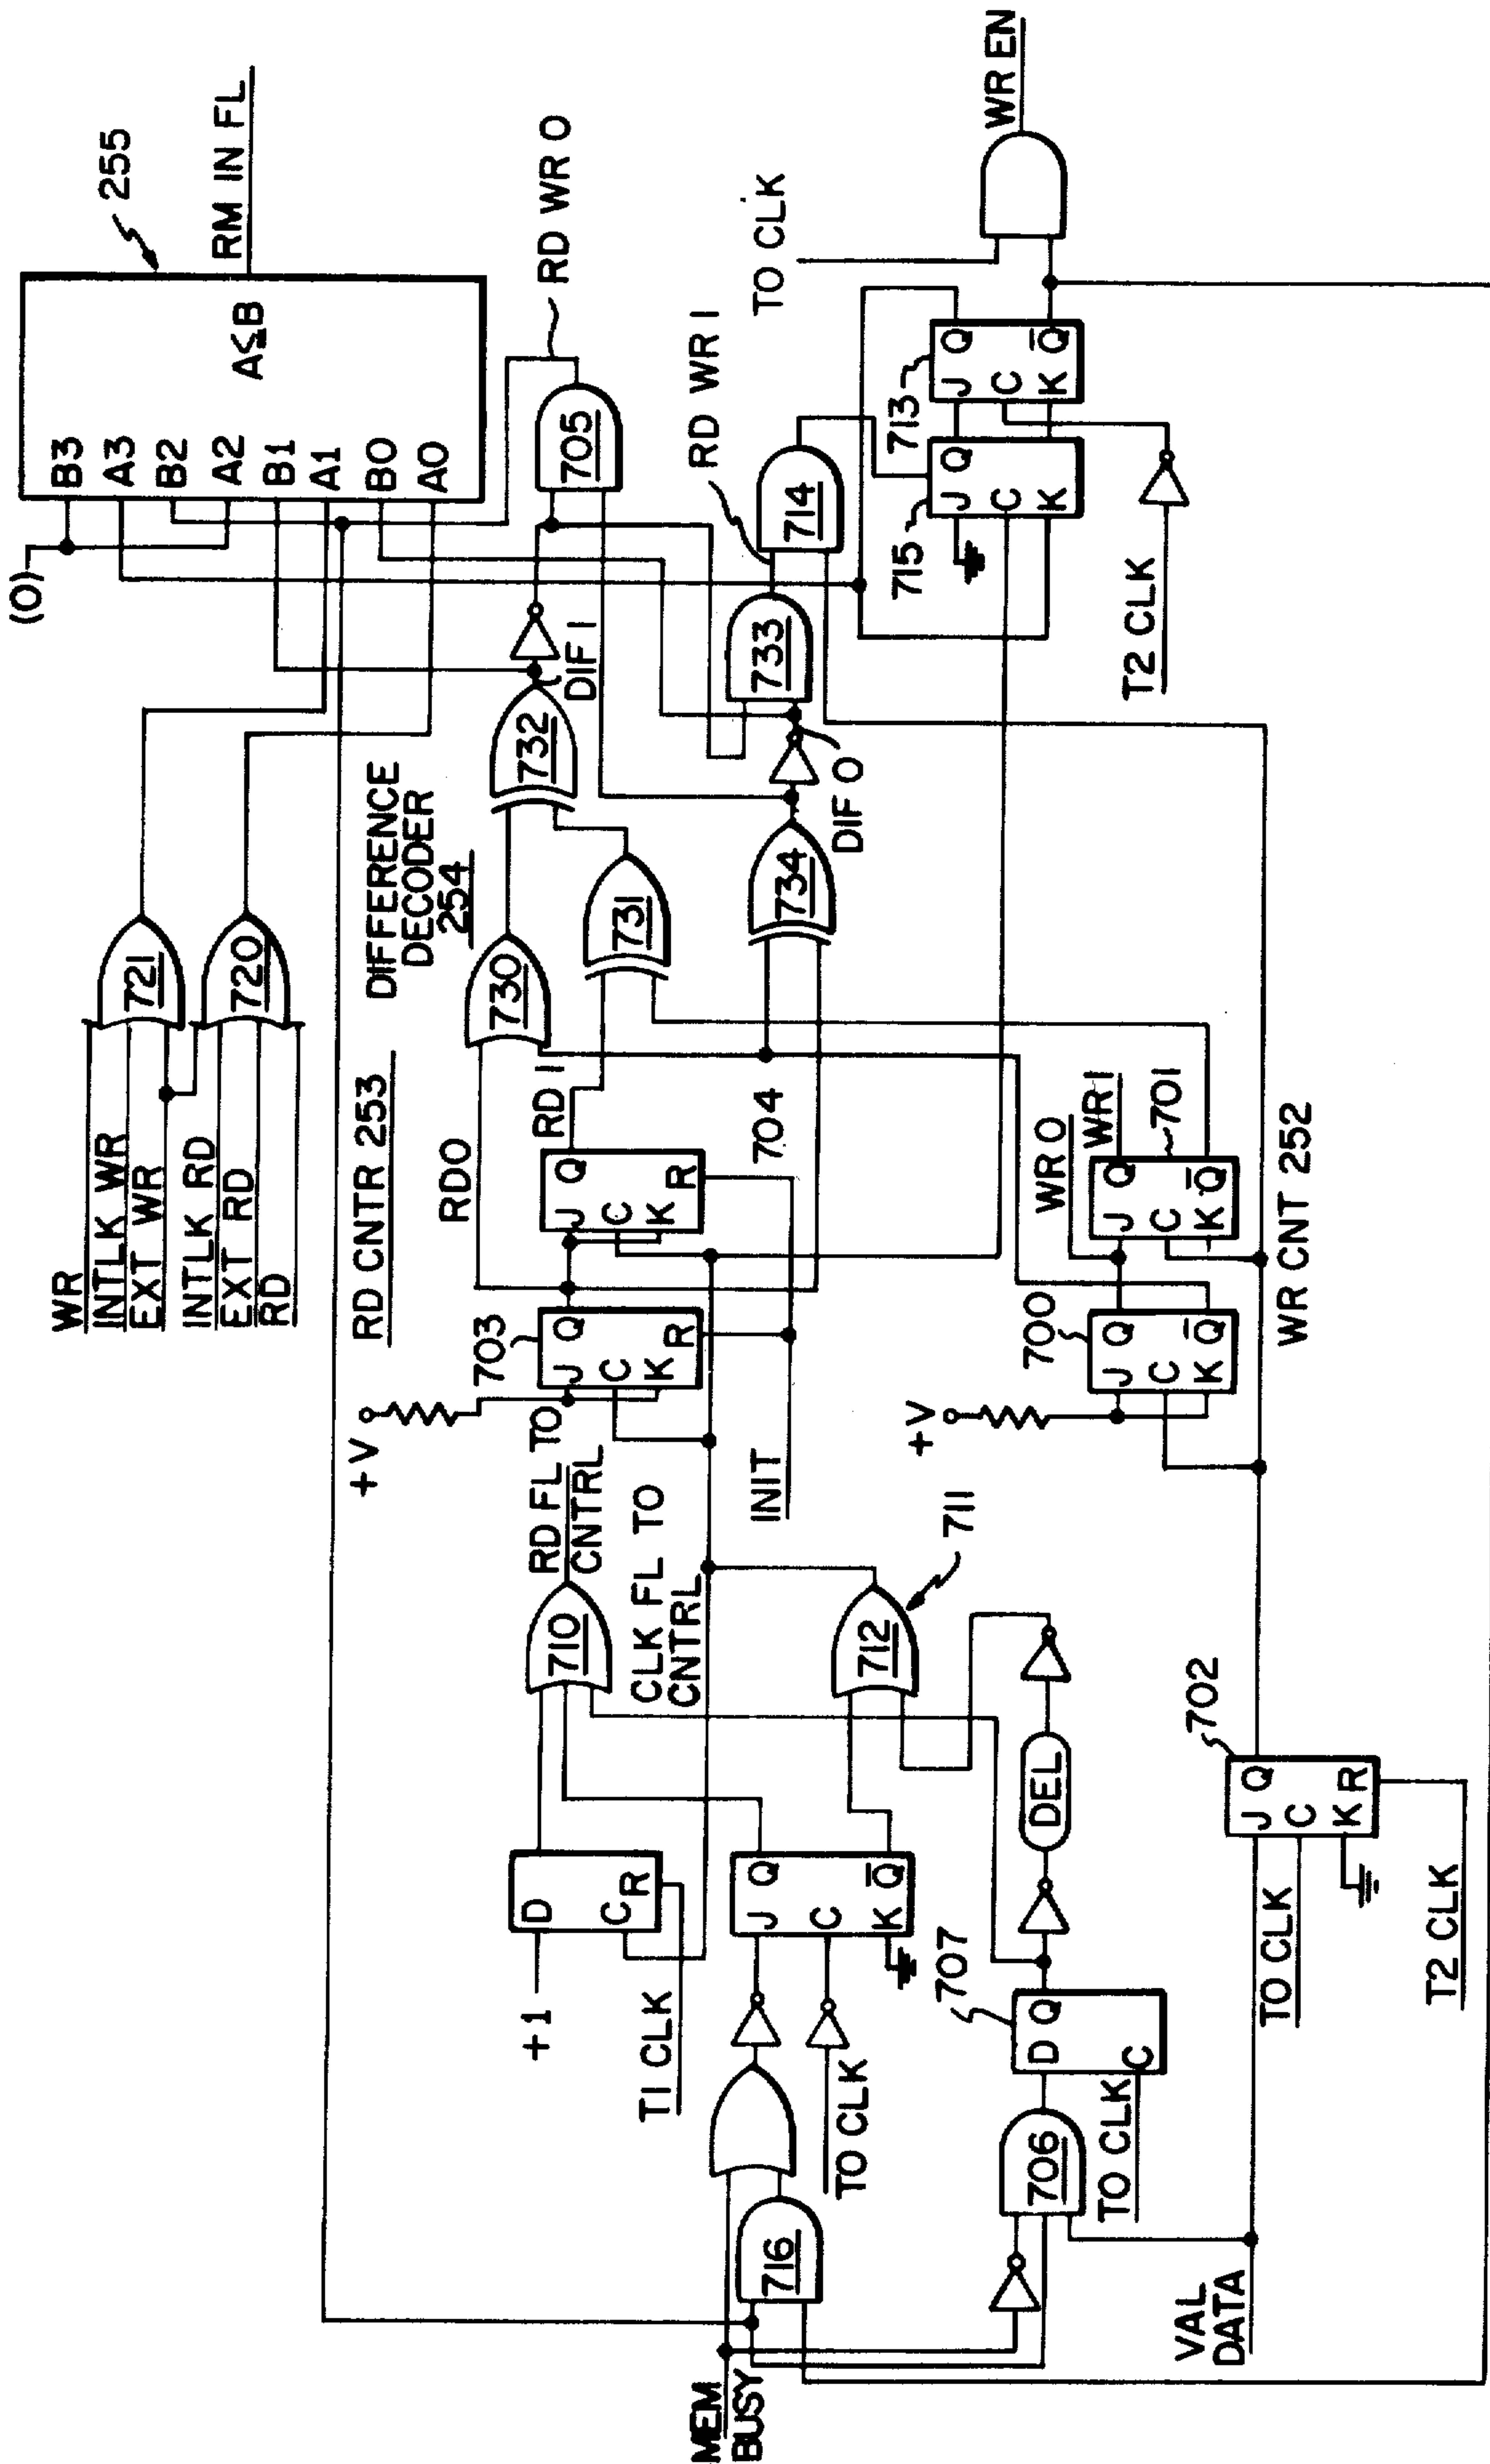 (0)
B3
A3
B2
A2
B1
A1
B0
A0
A≤B
255
RM IN FL
WR
INTLK WR
EXT WR
INTLK RD
EXT RD
RD
721
720
RD CNTR 253
DIFFERENCE
DECODER
254
RD0
RD 1
730
731
732
734
DIF 1
DIF 0
705
RD WR 0
733
RD WR 1
714
TO CLK
WR EN
715
J Q
C
K
713
J Q
C
K Q
T2 CLK
+V
703
J Q
C
K R
J Q
C
K R
704
INIT
RD FL TO
CNTRL
CLK FL TO
CNTRL
710
712
711
+V
700
J Q
C
K Q
WR 0
WR 1
701
J Q
C
K Q
WR CNT 252
+1
D
C R
T1 CLK
J Q
C
K Q
TO CLK
DEL
707
D Q
C
TO CLK
706
716
MEM
BUSY
VAL
DATA
702
J Q
C
K R
TO CLK
T2 CLK